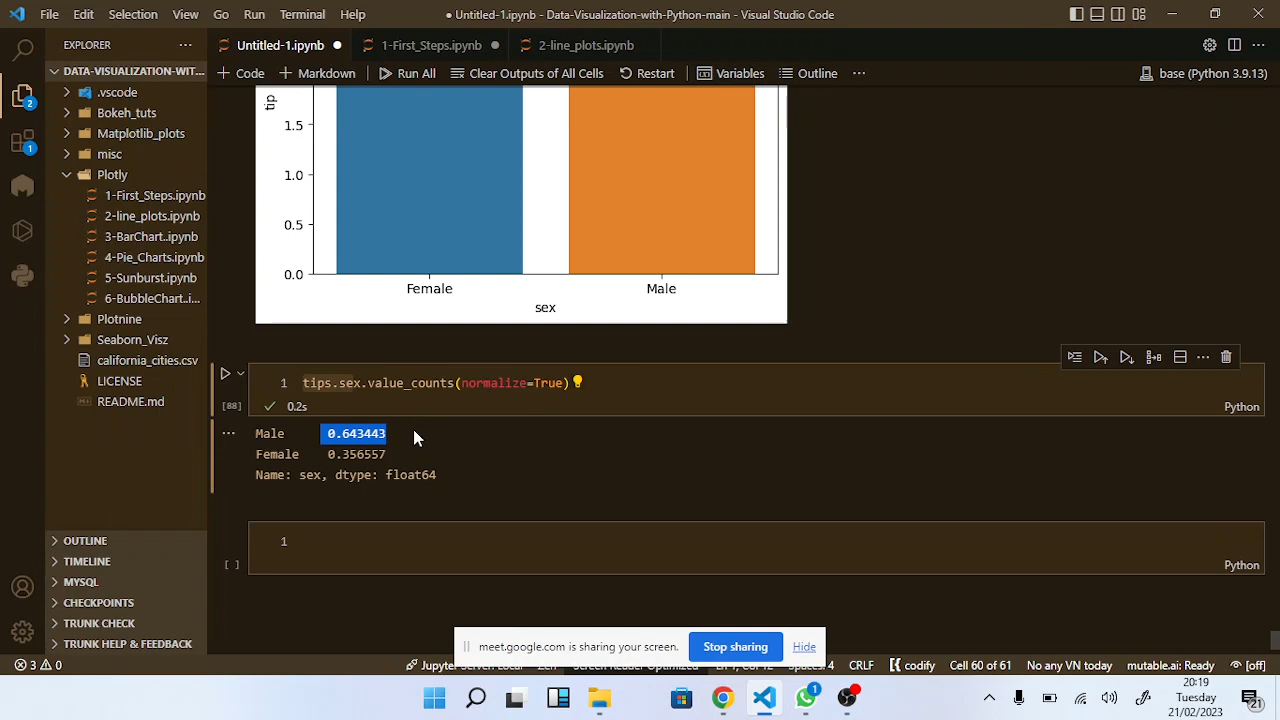 File Edit Selection View Go Run Terminal Help
● Untitled-1.ipynb - Data-Visualization-with-Python-main - Visual Studio Code
EXPLORER
Untitled-1.ipynb ● 1-First_Steps.ipynb ● 2-line_plots.ipynb
DATA-VISUALIZATION-WIT...
+ Code + Markdown Run All Clear Outputs of All Cells Restart Variables Outline ...
base (Python 3.9.13)
.vscode
Bokeh_tuts
Matplotlib_plots
misc
Plotly
1-First_Steps.ipynb
2-line_plots.ipynb
3-BarChart..ipynb
4-Pie_Charts.ipynb
5-Sunburst.ipynb
6-BubbleChart..i...
Plotnine
Seaborn_Visz
california_cities.csv
LICENSE
README.md
OUTLINE
TIMELINE
MYSQL
CHECKPOINTS
TRUNK CHECK
TRUNK HELP & FEEDBACK
2
1
tip
1.5
1.0
0.5
0.0
Female Male
sex
1 tips.sex.value_counts(normalize=True)
[88] 0.2s Python
... Male 0.643443
Female 0.356557
Name: sex, dtype: float64
1
[ ] Python
meet.google.com is sharing your screen. Stop sharing Hide
3 0 Jupyter Server: Spaces: 4 CRLF codify Cell 60 of 61 No any VN today mutable-ai: Ready [off]
1
20:19
Tuesday
21/02/2023
21